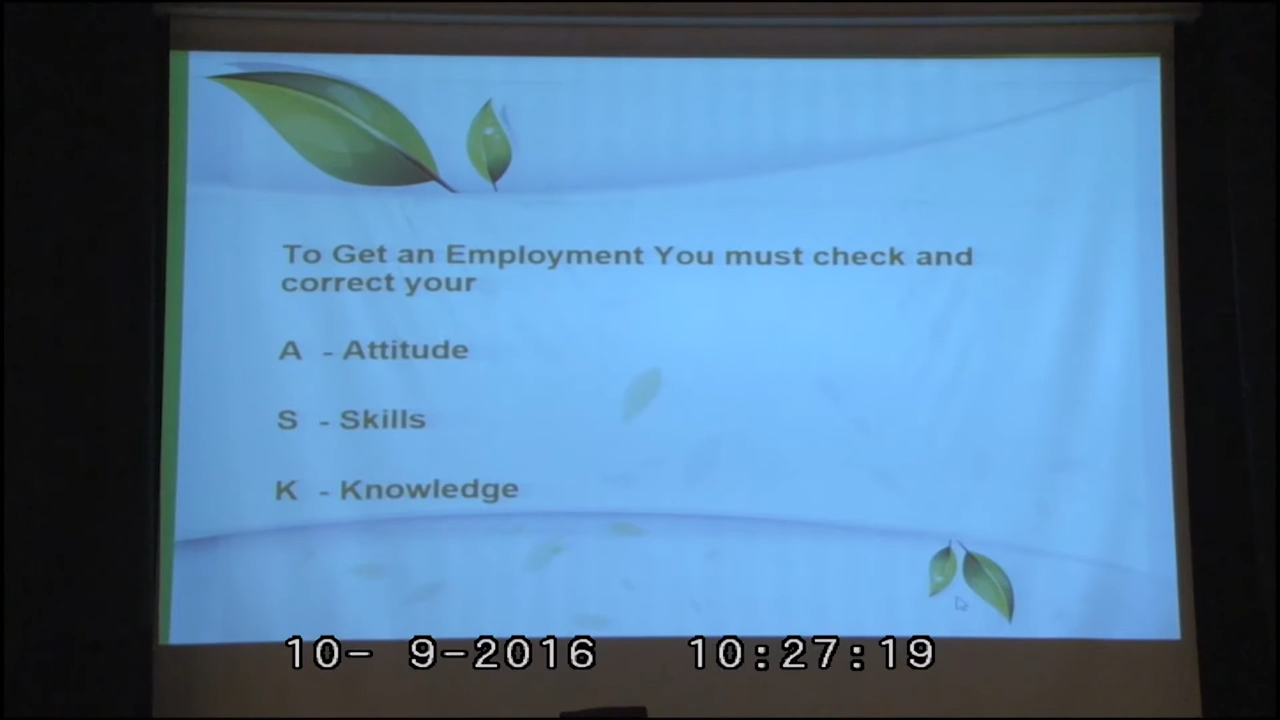 To Get an Employment You must check and
correct your
A - Attitude
S - Skills
K - Knowledge
10- 9-2016 10:27:19